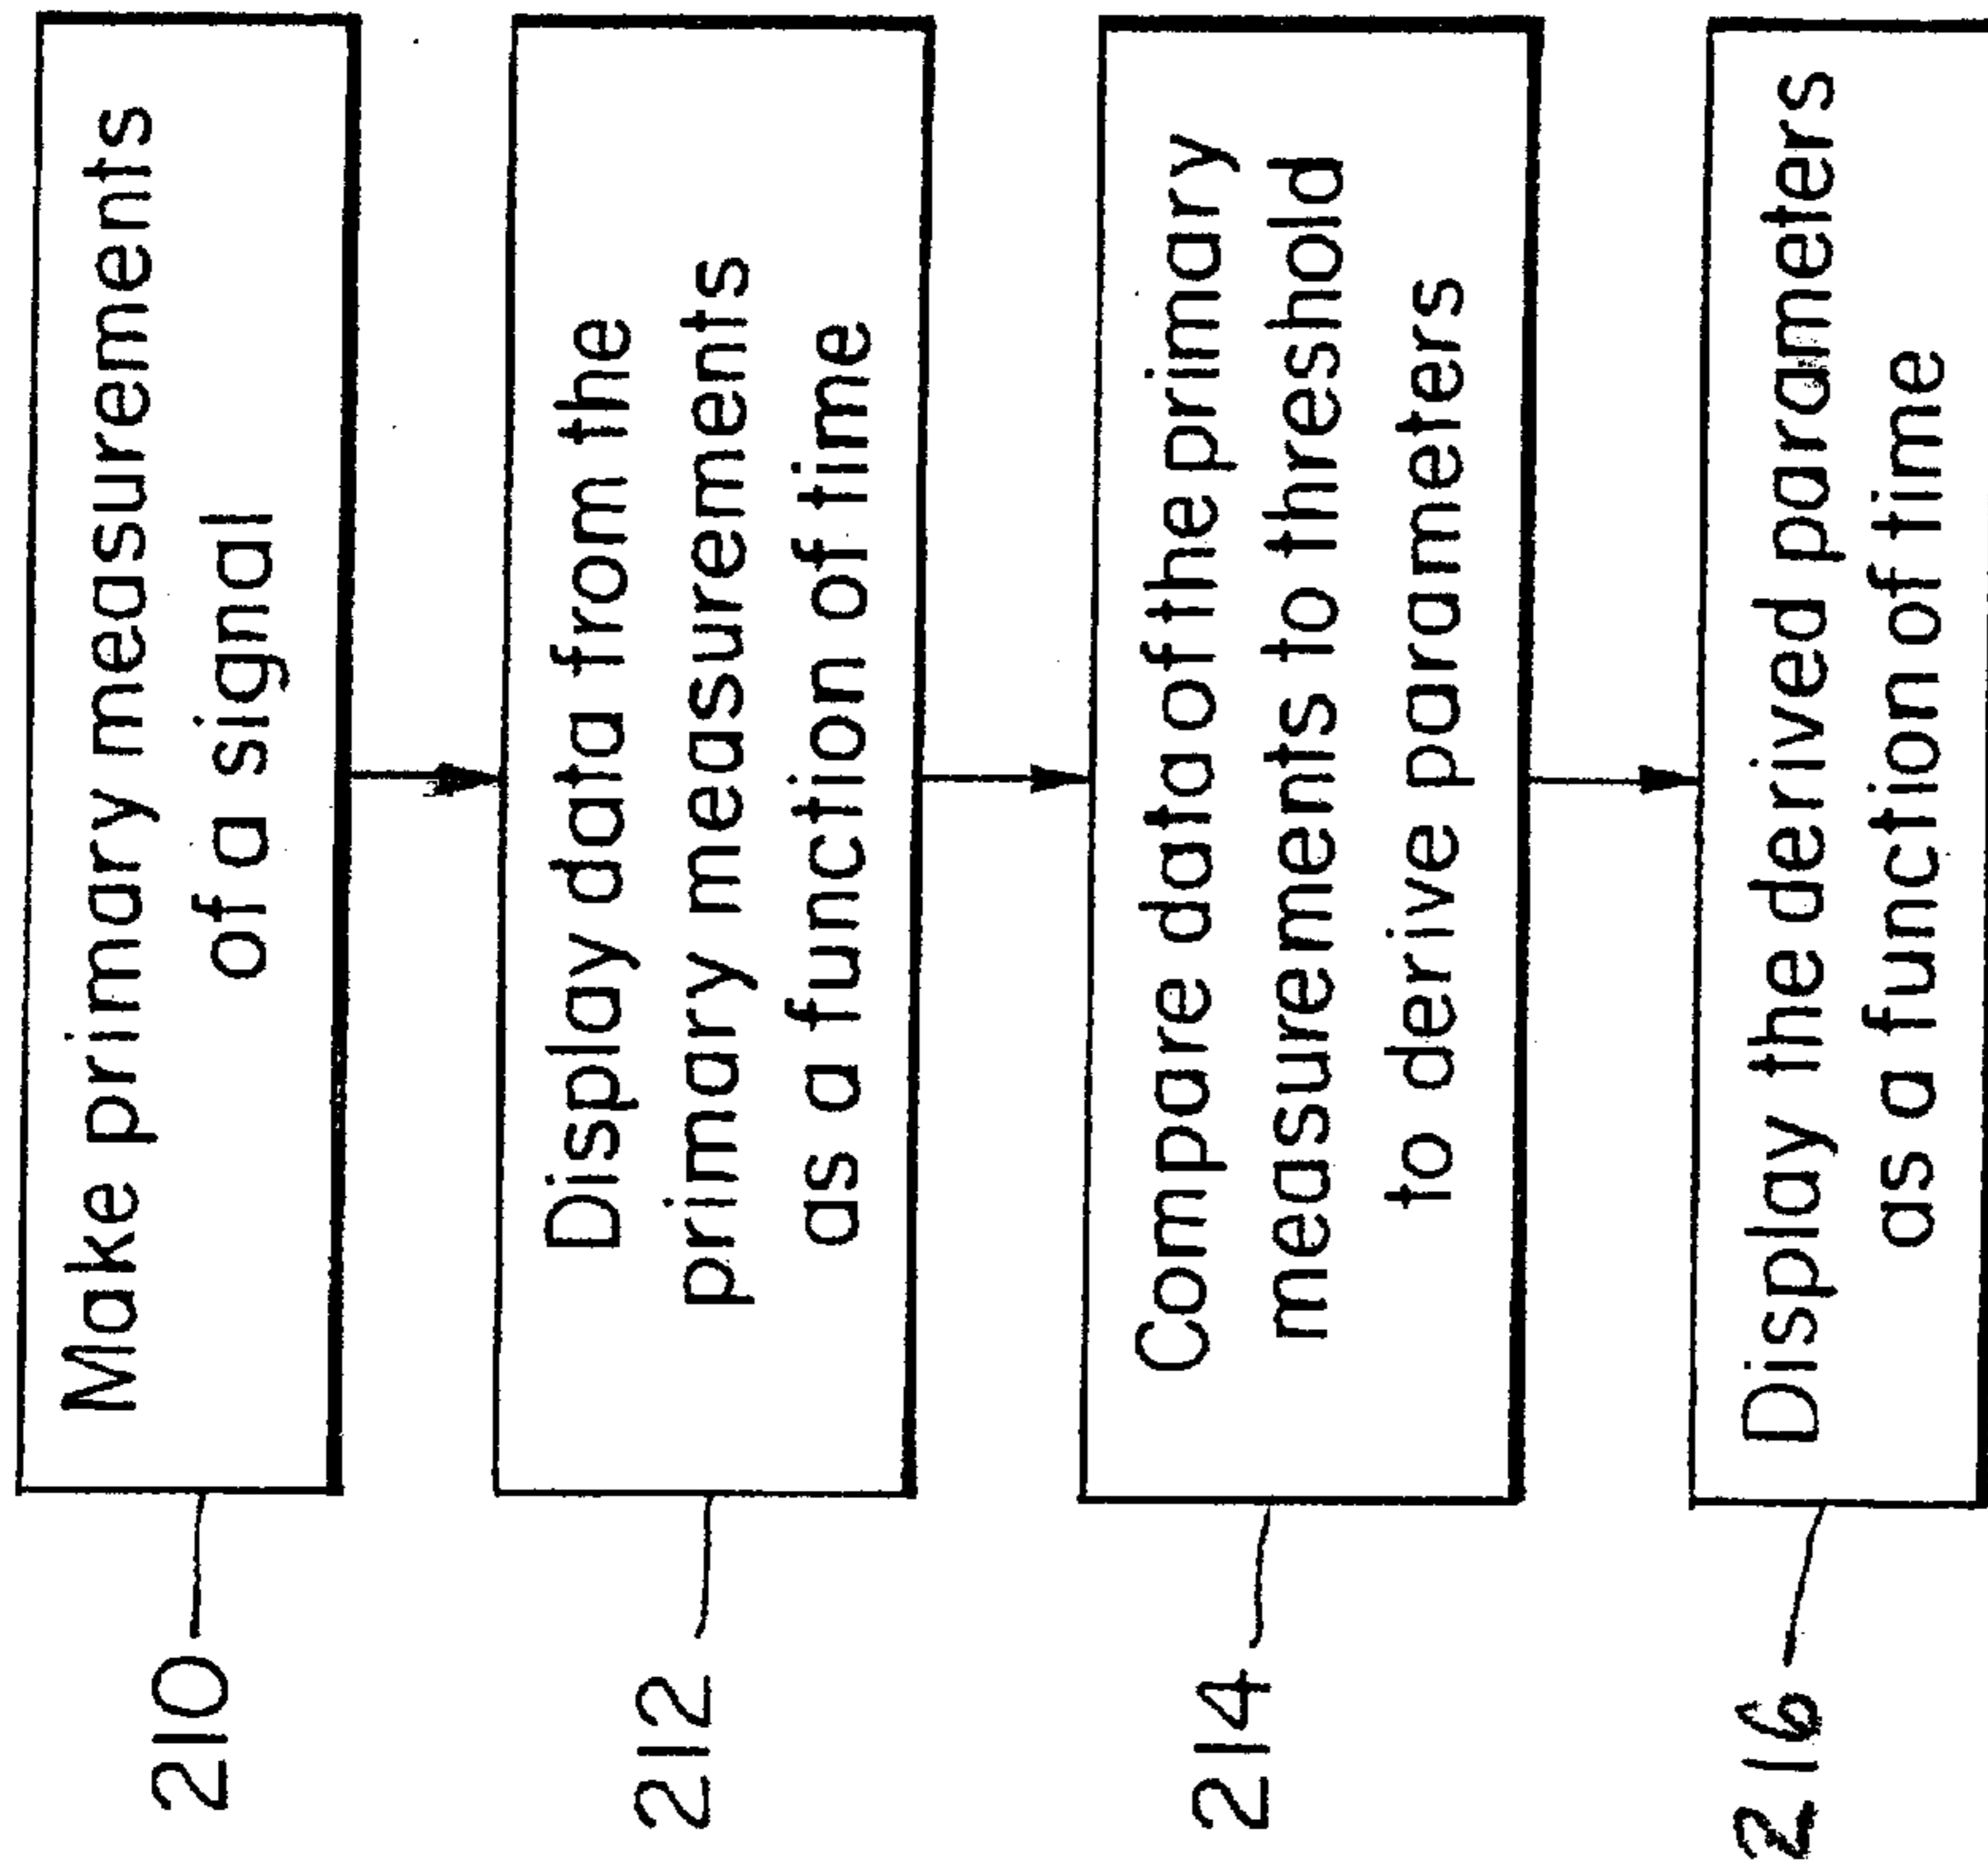 Make primary measurements
of a signal
210
Display data from the
primary measurements
as a function of time
212
Compare data of the primary
measurements to threshold
to derive parameters
214
Display the derived parameters
as a function of time
216